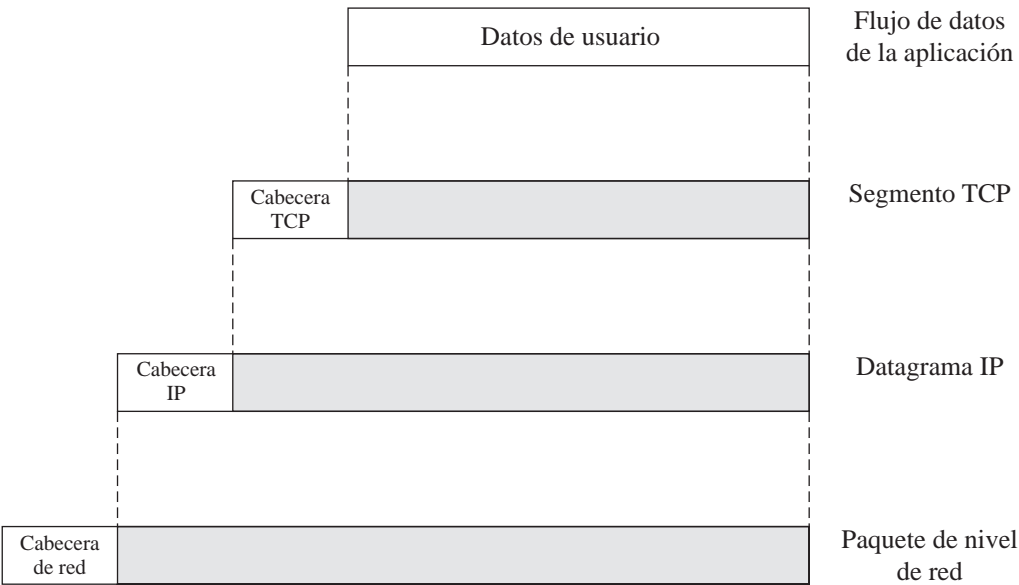 Datos de usuario
Flujo de datos
de la aplicación
Cabecera
TCP
Segmento TCP
Cabecera
IP
Datagrama IP
Cabecera
de red
Paquete de nivel
de red